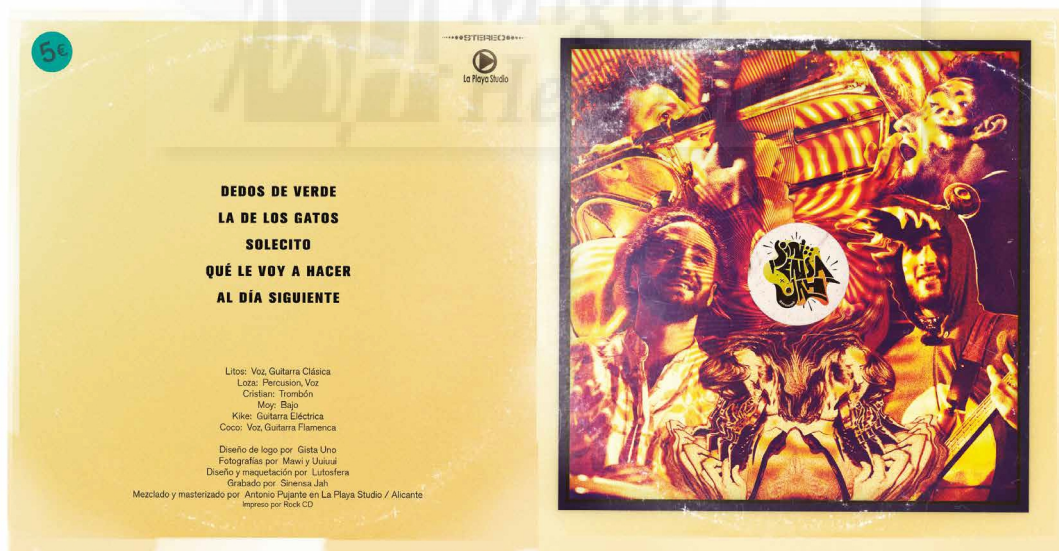 5€
STEREO
La Playa Studio
DEDOS DE VERDE
LA DE LOS GATOS
SOLECITO
QUÉ LE VOY A HACER
AL DÍA SIGUIENTE
Litos: Voz, Guitarra Clásica
Loza: Percusion, Voz
Cristian: Trombón
Moy: Bajo
Kike: Guitarra Eléctrica
Coco: Voz, Guitarra Flamenca
Diseño de logo por Gista Uno
Fotografías por Mawi y Uuiuui
Diseño y maquetación por Lutosfera
Grabado por Sinensa Jah
Mezclado y masterizado por Antonio Pujante en La Playa Studio / Alicante
Impreso por Rock CD
Miguel